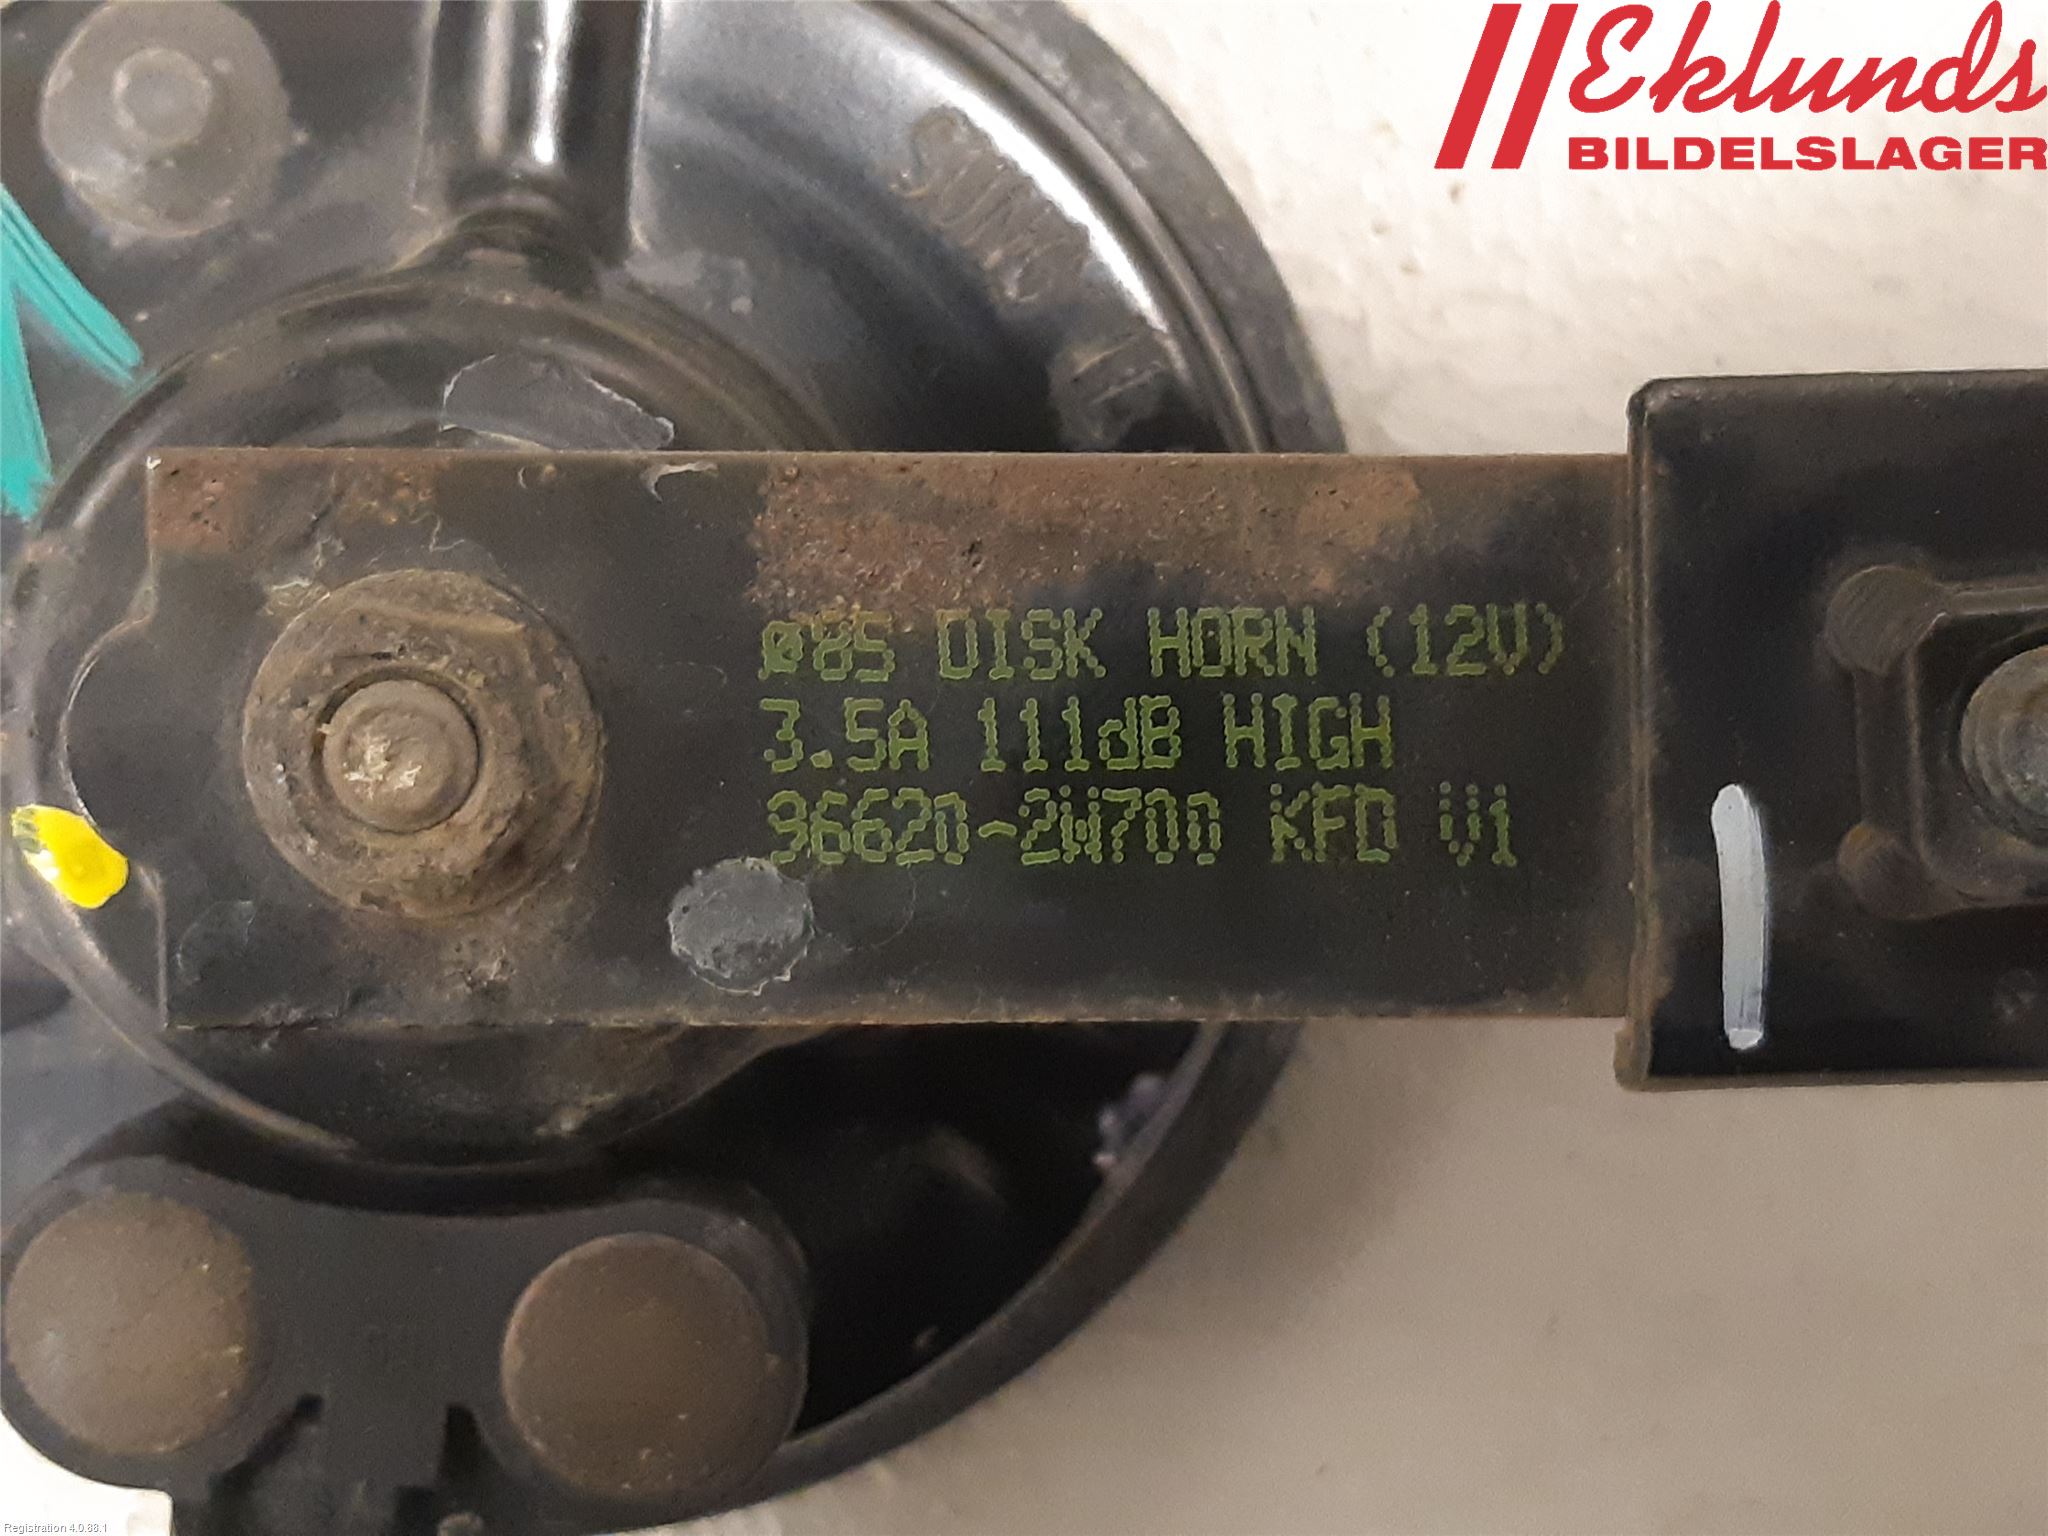 Eklunds
BILDELSLAGER
ø85 DISK HORN (12V)
3.5A 111dB HIGH
96620-2W700 KFD V1
Registration 4.0.88.1